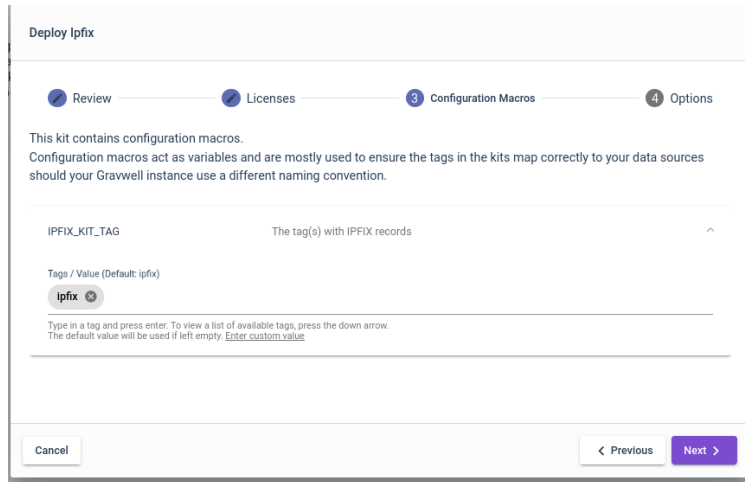 Deploy Ipfix
Review
Licenses
3 Configuration Macros
4 Options
This kit contains configuration macros.
Configuration macros act as variables and are mostly used to ensure the tags in the kits map correctly to your data sources
should your Gravwell instance use a different naming convention.
IPFIX_KIT_TAG
The tag(s) with IPFIX records
Tags / Value (Default: ipfix)
ipfix
Type in a tag and press enter. To view a list of available tags, press the down arrow.
The default value will be used if left empty. Enter custom value
Cancel
Previous
Next